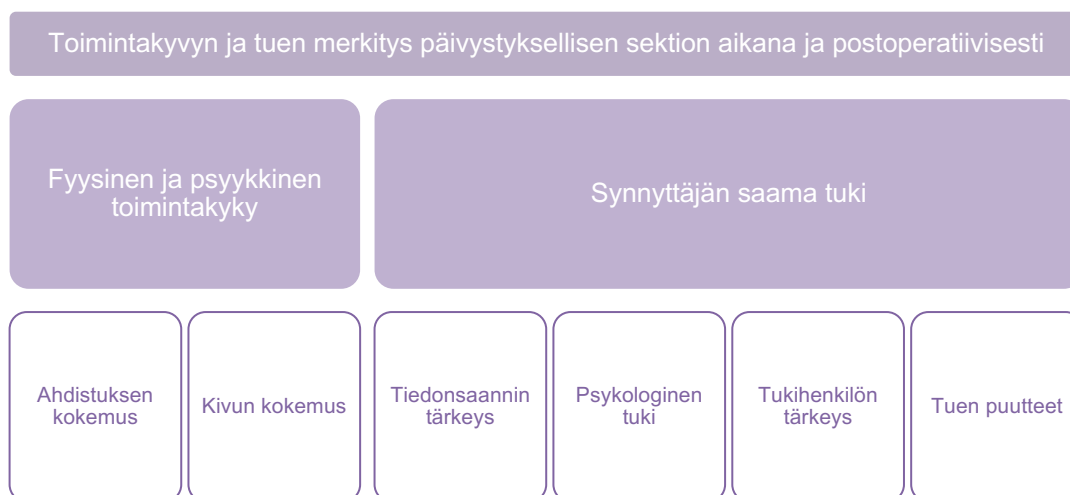 Toimintakyvyn ja tuen merkitys päivystyksellisen sektion aikana ja postoperatiivisesti
Fyysinen ja psyykkinen
toimintakyky
Synnyttäjän saama tuki
Ahdistuksen
kokemus
Kivun kokemus
Tiedonsaannin
tärkeys
Psykologinen
tuki
Tukihenkilön
tärkeys
Tuen puutteet